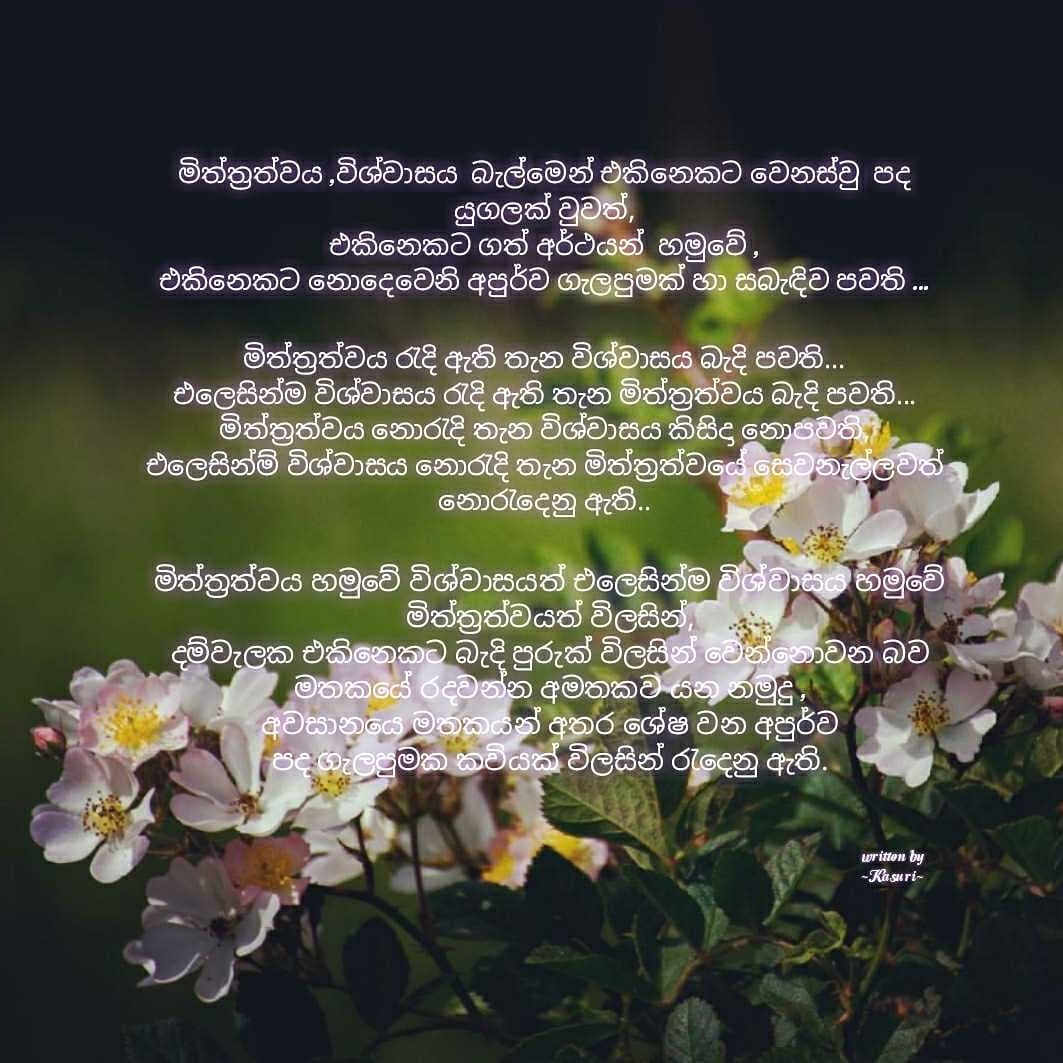 මිත්ත්‍රත්වය ,විශ්වාසය බැල්මෙන් එකිනෙකට වෙනස්වු පද
යුගලක් වුවත්,
එකිනෙකට ගත් අර්ථයන් හමුවේ ,
එකිනෙකට නොදෙවෙනි අපුර්ව ගැලපුමක් හා සබැඳිව පවතී ...
මිත්ත්‍රත්වය රැදි ඇති තැන විශ්වාසය බැදි පවතී...
එලෙසින්ම විශ්වාසය රැදි ඇති තැන මිත්ත්‍රත්වය බැදි පවතී...
මිත්ත්‍රත්වය නොරැදි තැන විශ්වාසය කිසිදා නොපවතී,
එලෙසින්ම් විශ්වාසය නොරැදි තැන මිත්ත්‍රත්වයේ සෙවනැල්ලවත්
නොරැදෙනු ඇති..
මිත්ත්‍රත්වය හමුවේ විශ්වාසයත් එලෙසින්ම විශ්වාසය හමුවේ
මිත්ත්‍රත්වයත් විලසින්,
දම්වැලක එකිනෙකට බැදි පුරුක් විලසින් වෙන්නොවන බව
මතකයේ රදවන්න අමතකව යන නමුදු ,
අවසානයෙ මතකයන් අතර ශේෂ වන අපුර්ව
පද ගැලපුමක කවියක් විලසින් රැදෙනු ඇති.
written by
~Kasuri~